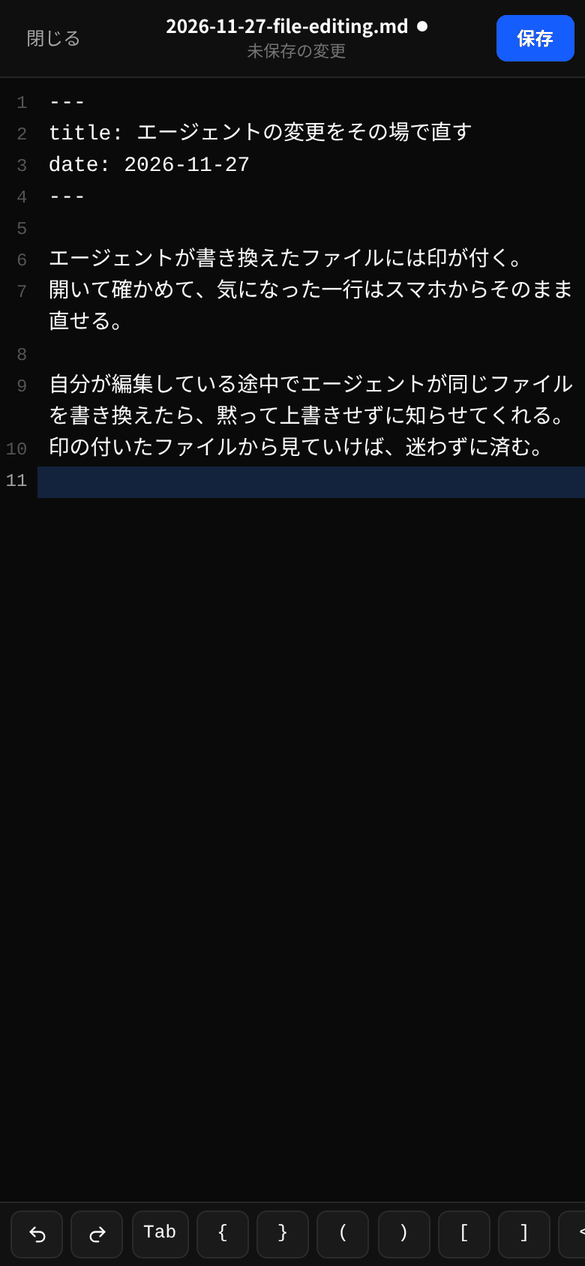 閉じる
2026-11-27-file-editing.md ●
未保存の変更
保存
1 ---
2 title: エージェントの変更をその場で直す
3 date: 2026-11-27
4 ---
5
6 エージェントが書き換えたファイルには印が付く。
7 開いて確かめて、気になった一行はスマホからそのまま
直せる。
8
9 自分が編集している途中でエージェントが同じファイル
を書き換えたら、黙って上書きせずに知らせてくれる。
10 印の付いたファイルから見ていけば、迷わずに済む。
11
Tab { } ( ) [ ] <